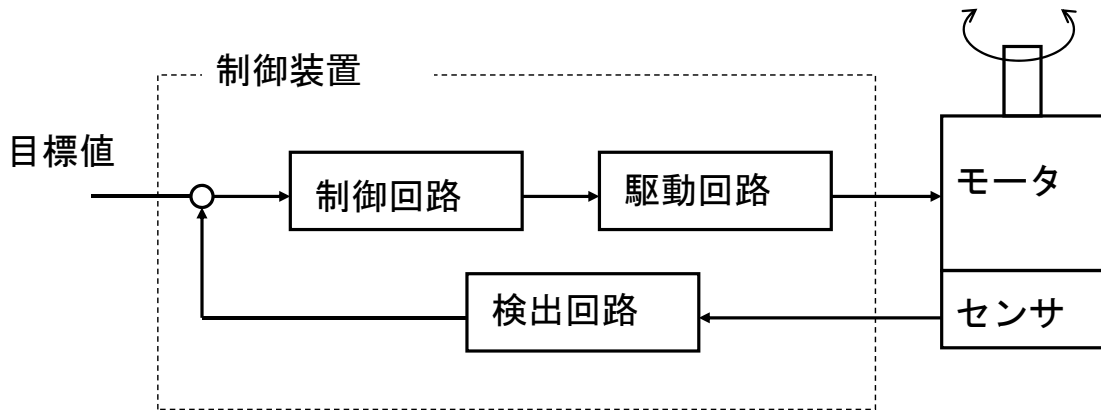 制御装置
目標値
制御回路
駆動回路
モータ
検出回路
センサ